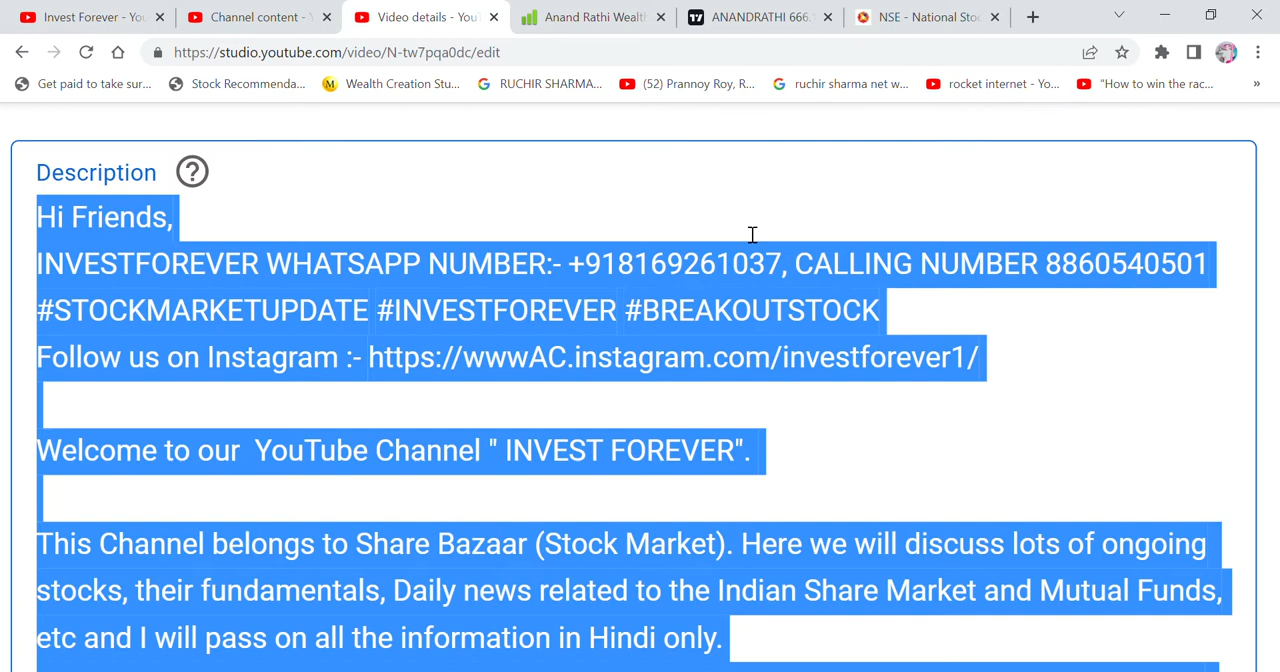 Invest Forever - You
Channel content - Y
Video details - YouT
Anand Rathi Wealth
ANANDRATHI 666.
NSE - National Stoc
https://studio.youtube.com/video/N-tw7pqa0dc/edit
Get paid to take sur...
Stock Recommenda...
M Wealth Creation Stu...
RUCHIR SHARMA...
(52) Prannoy Roy, R...
ruchir sharma net w...
rocket internet - Yo...
"How to win the rac...
»
Description ?
Hi Friends,
INVESTFOREVER WHATSAPP NUMBER:- +918169261037, CALLING NUMBER 8860540501
#STOCKMARKETUPDATE #INVESTFOREVER #BREAKOUTSTOCK
Follow us on Instagram :- https://wwwAC.instagram.com/investforever1/
Welcome to our  YouTube Channel " INVEST FOREVER".
This Channel belongs to Share Bazaar (Stock Market). Here we will discuss lots of ongoing
stocks, their fundamentals, Daily news related to the Indian Share Market and Mutual Funds,
etc and I will pass on all the information in Hindi only.